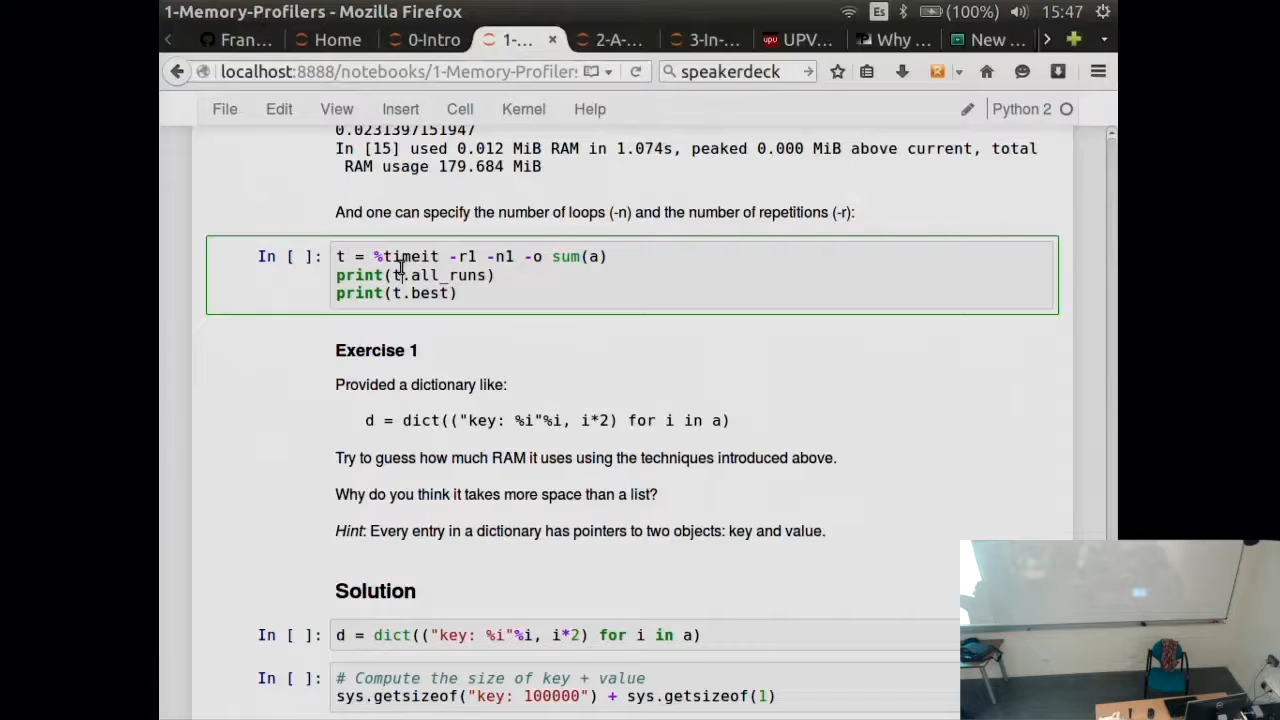 1-Memory-Profilers - Mozilla Firefox
Es
(100%)
15:47
Fran...
Home
0-Intro
1-...
2-A-...
3-In-...
UPV...
Why ...
New ...
localhost:8888/notebooks/1-Memory-Profiler
speakerdeck
File Edit View Insert Cell Kernel Help
Python 2
0.0231397151947
In [15] used 0.012 MiB RAM in 1.074s, peaked 0.000 MiB above current, total
RAM usage 179.684 MiB
And one can specify the number of loops (-n) and the number of repetitions (-r):
In [ ]: t = %timeit -r1 -n1 -o sum(a)
print(t.all_runs)
print(t.best)
Exercise 1
Provided a dictionary like:
d = dict(("key: %i"%i, i*2) for i in a)
Try to guess how much RAM it uses using the techniques introduced above.
Why do you think it takes more space than a list?
Hint: Every entry in a dictionary has pointers to two objects: key and value.
Solution
In [ ]: d = dict(("key: %i"%i, i*2) for i in a)
In [ ]: # Compute the size of key + value
sys.getsizeof("key: 100000") + sys.getsizeof(1)